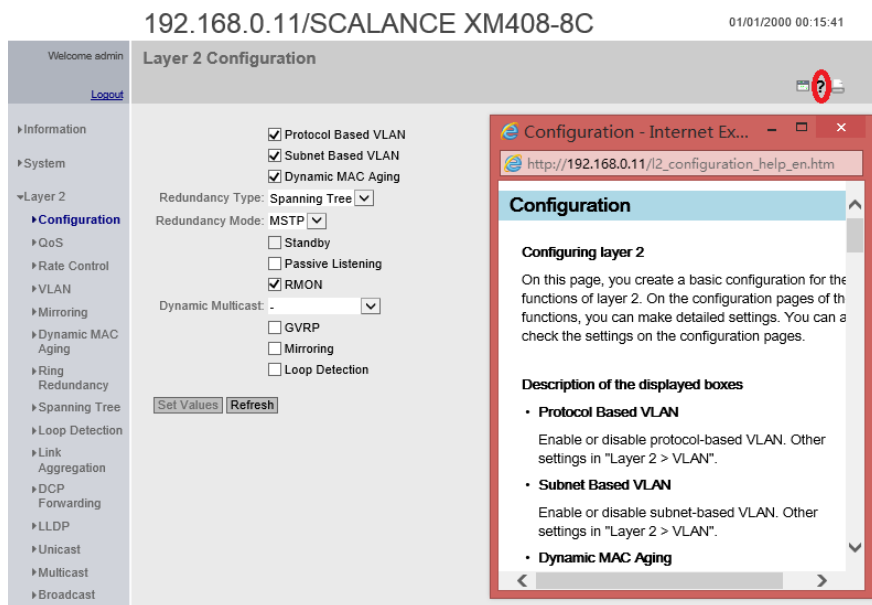 192.168.0.11/SCALANCE XM408-8C
01/01/2000 00:15:41
Welcome admin
Logout
Layer 2 Configuration
?
Information
System
Layer 2
Configuration
QoS
Rate Control
VLAN
Mirroring
Dynamic MAC
Aging
Ring
Redundancy
Spanning Tree
Loop Detection
Link
Aggregation
DCP
Forwarding
LLDP
Unicast
Multicast
Broadcast
Protocol Based VLAN
Subnet Based VLAN
Dynamic MAC Aging
Redundancy Type: Spanning Tree
Redundancy Mode: MSTP
Standby
Passive Listening
RMON
Dynamic Multicast: -
GVRP
Mirroring
Loop Detection
Set Values Refresh
Configuration - Internet Ex...
http://192.168.0.11/l2_configuration_help_en.htm
Configuration
Configuring layer 2
On this page, you create a basic configuration for the
functions of layer 2. On the configuration pages of th
functions, you can make detailed settings. You can a
check the settings on the configuration pages.
Description of the displayed boxes
• Protocol Based VLAN
Enable or disable protocol-based VLAN. Other
settings in "Layer 2 > VLAN".
• Subnet Based VLAN
Enable or disable subnet-based VLAN. Other
settings in "Layer 2 > VLAN".
• Dynamic MAC Aging